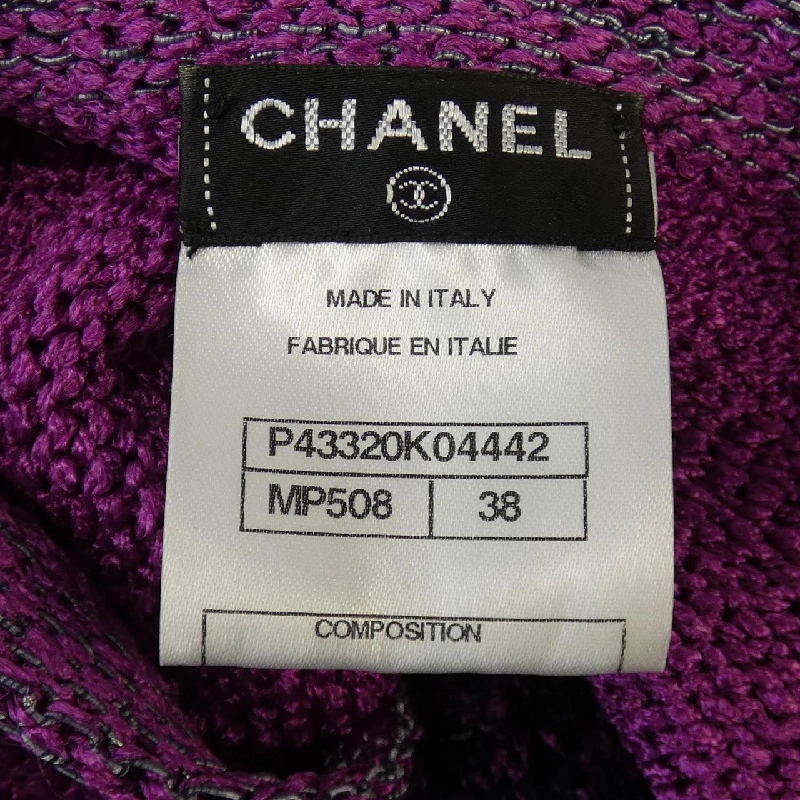 CHANEL
MADE IN ITALY
FABRIQUE EN ITALIE
P43320K04442
MP508 38
COMPOSITION